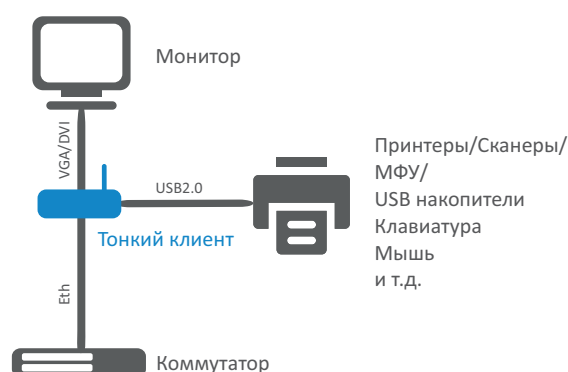 Монитор
VGA/DVI
USB2.0
Принтеры/Сканеры/
МФУ/
USB накопители
Клавиатура
Мышь
и т.д.
Тонкий клиент
Eth
Коммутатор